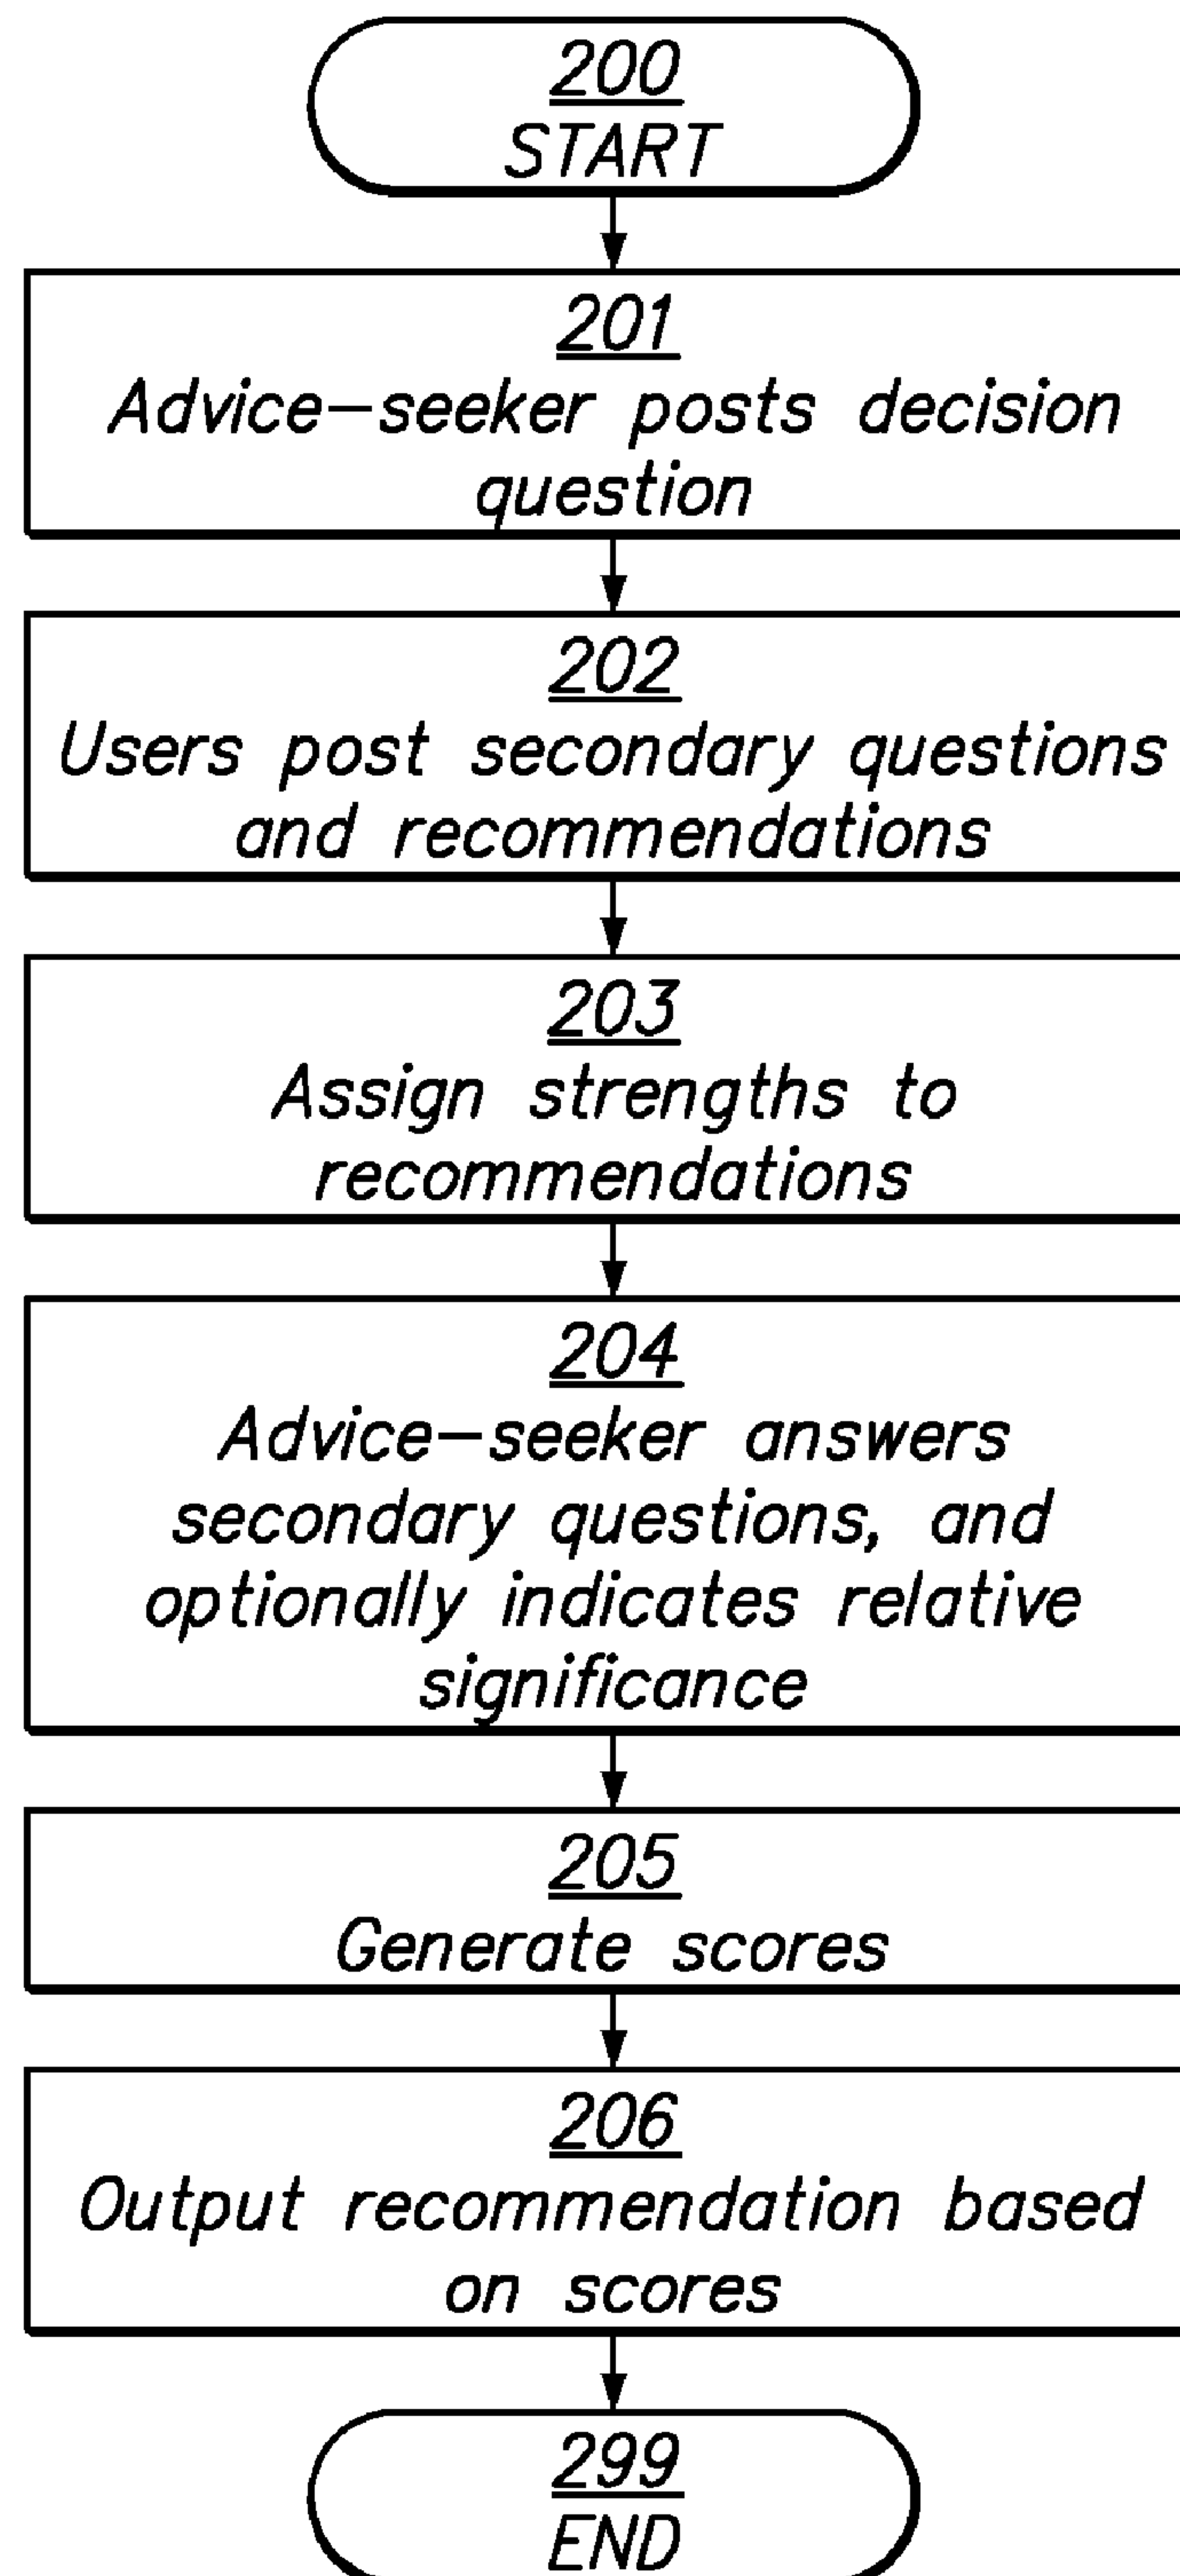 200
START
201
Advice-seeker posts decision
question
202
Users post secondary questions
and recommendations
203
Assign strengths to
recommendations
204
Advice-seeker answers
secondary questions, and
optionally indicates relative
significance
205
Generate scores
206
Output recommendation based
on scores
299
END